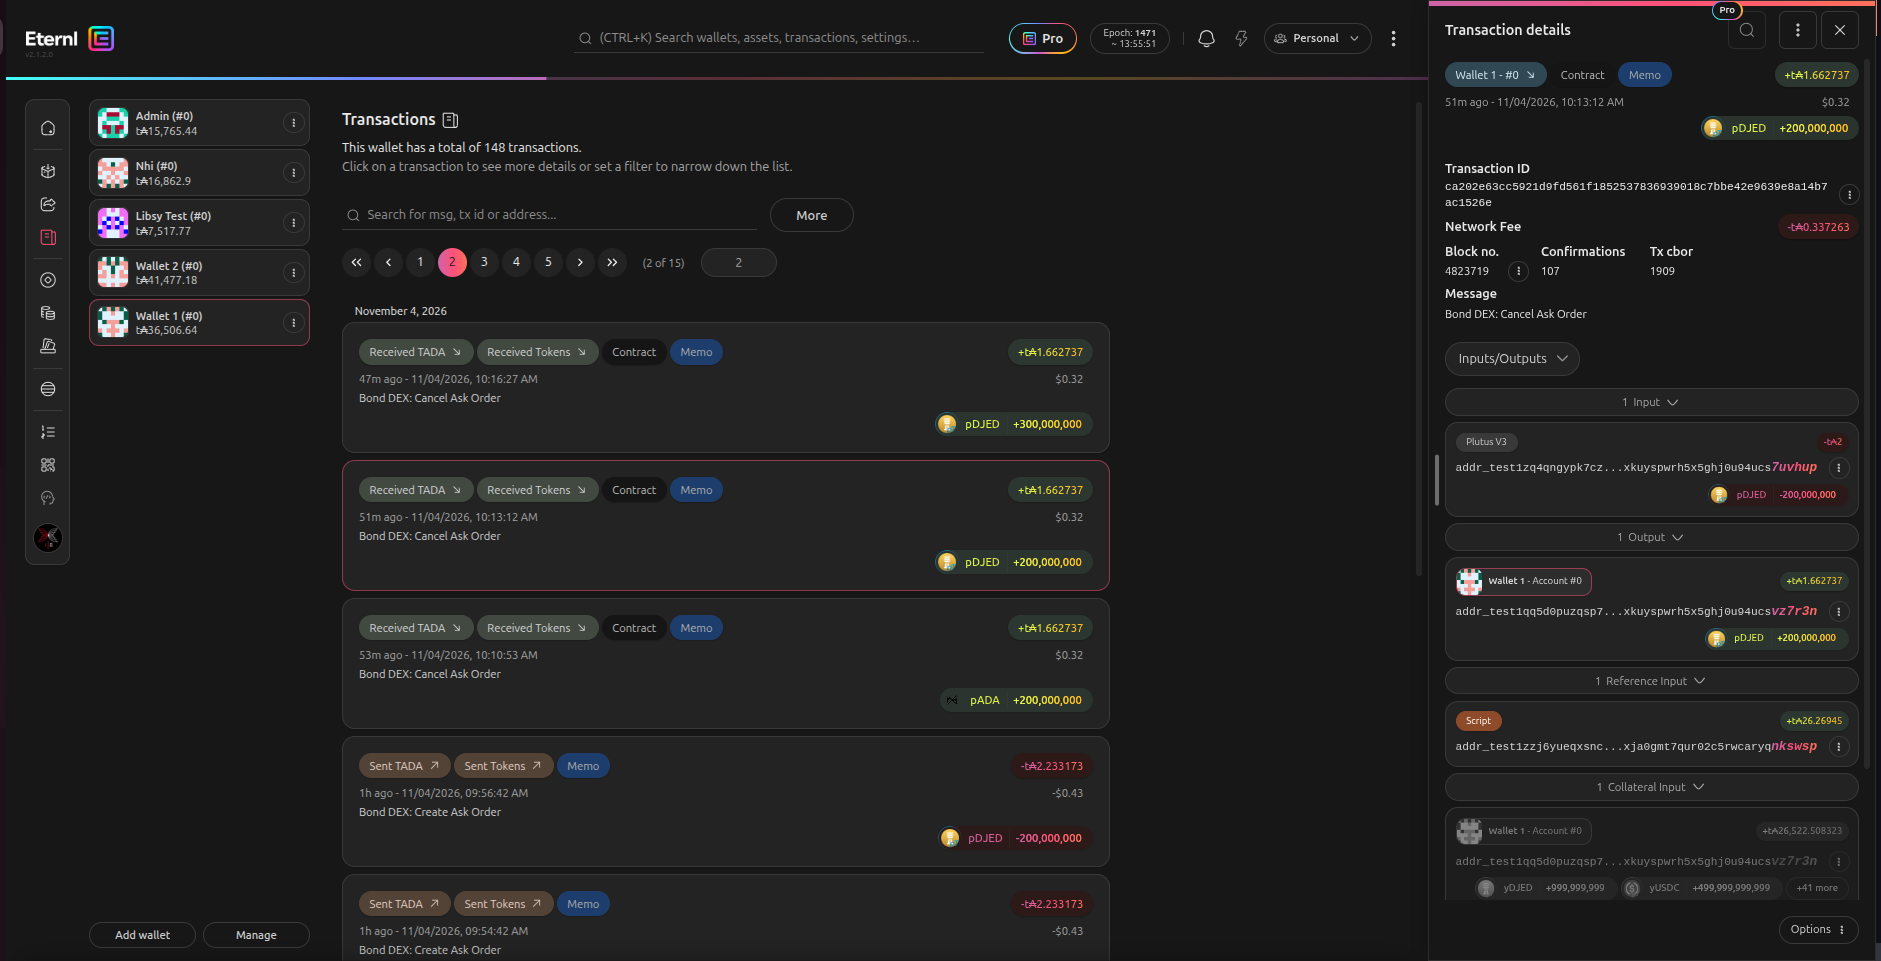 Eternl
v2.1.2.0
(CTRL+K) Search wallets, assets, transactions, settings...
Pro
Epoch: 1471
~ 13:55:51
Personal
Admin (#0)
t₳15,765.44
Nhi (#0)
t₳16,862.9
Libsy Test (#0)
t₳7,517.77
Wallet 2 (#0)
t₳41,477.18
Wallet 1 (#0)
t₳36,506.64
Add wallet
Manage
Transactions
This wallet has a total of 148 transactions.
Click on a transaction to see more details or set a filter to narrow down the list.
Search for msg, tx id or address...
More
1 2 3 4 5
(2 of 15)
2
November 4, 2026
Received TADA Received Tokens Contract Memo +t₳1.662737
47m ago - 11/04/2026, 10:16:27 AM $0.32
Bond DEX: Cancel Ask Order
pDJED +300,000,000
Received TADA Received Tokens Contract Memo +t₳1.662737
51m ago - 11/04/2026, 10:13:12 AM $0.32
Bond DEX: Cancel Ask Order
pDJED +200,000,000
Received TADA Received Tokens Contract Memo +t₳1.662737
53m ago - 11/04/2026, 10:10:53 AM $0.32
Bond DEX: Cancel Ask Order
pADA +200,000,000
Sent TADA Sent Tokens Memo -t₳2.233173
1h ago - 11/04/2026, 09:56:42 AM -$0.43
Bond DEX: Create Ask Order
pDJED -200,000,000
Sent TADA Sent Tokens Memo -t₳2.233173
1h ago - 11/04/2026, 09:54:42 AM -$0.43
Bond DEX: Create Ask Order
Pro
Transaction details
Wallet 1 - #0 Contract Memo +t₳1.662737
51m ago - 11/04/2026, 10:13:12 AM $0.32
pDJED +200,000,000
Transaction ID
ca202e63cc5921d9fd561f1852537836939018c7bbe42e9639e8a14b7
ac1526e
Network Fee -t₳0.337263
Block no. Confirmations Tx cbor
4823719 107 1909
Message
Bond DEX: Cancel Ask Order
Inputs/Outputs
1 Input
Plutus V3 -t₳2
addr_test1zq4qngypk7cz...xkuyspwrh5x5ghj0u94ucs7uvhup
pDJED -200,000,000
1 Output
Wallet 1 - Account #0 +t₳1.662737
addr_test1qq5d0puzqsp7...xkuyspwrh5x5ghj0u94ucsvz7r3n
pDJED +200,000,000
1 Reference Input
Script +t₳26.26945
addr_test1zzj6yueqxsnc...xja0gmt7qur02c5rwcaryqnkswsp
1 Collateral Input
Wallet 1 - Account #0 +t₳26,522.508323
addr_test1qq5d0puzqsp7...xkuyspwrh5x5ghj0u94ucsvz7r3n
yDJED +999,999,999 yUSDC +499,999,999,999 +41 more
Options